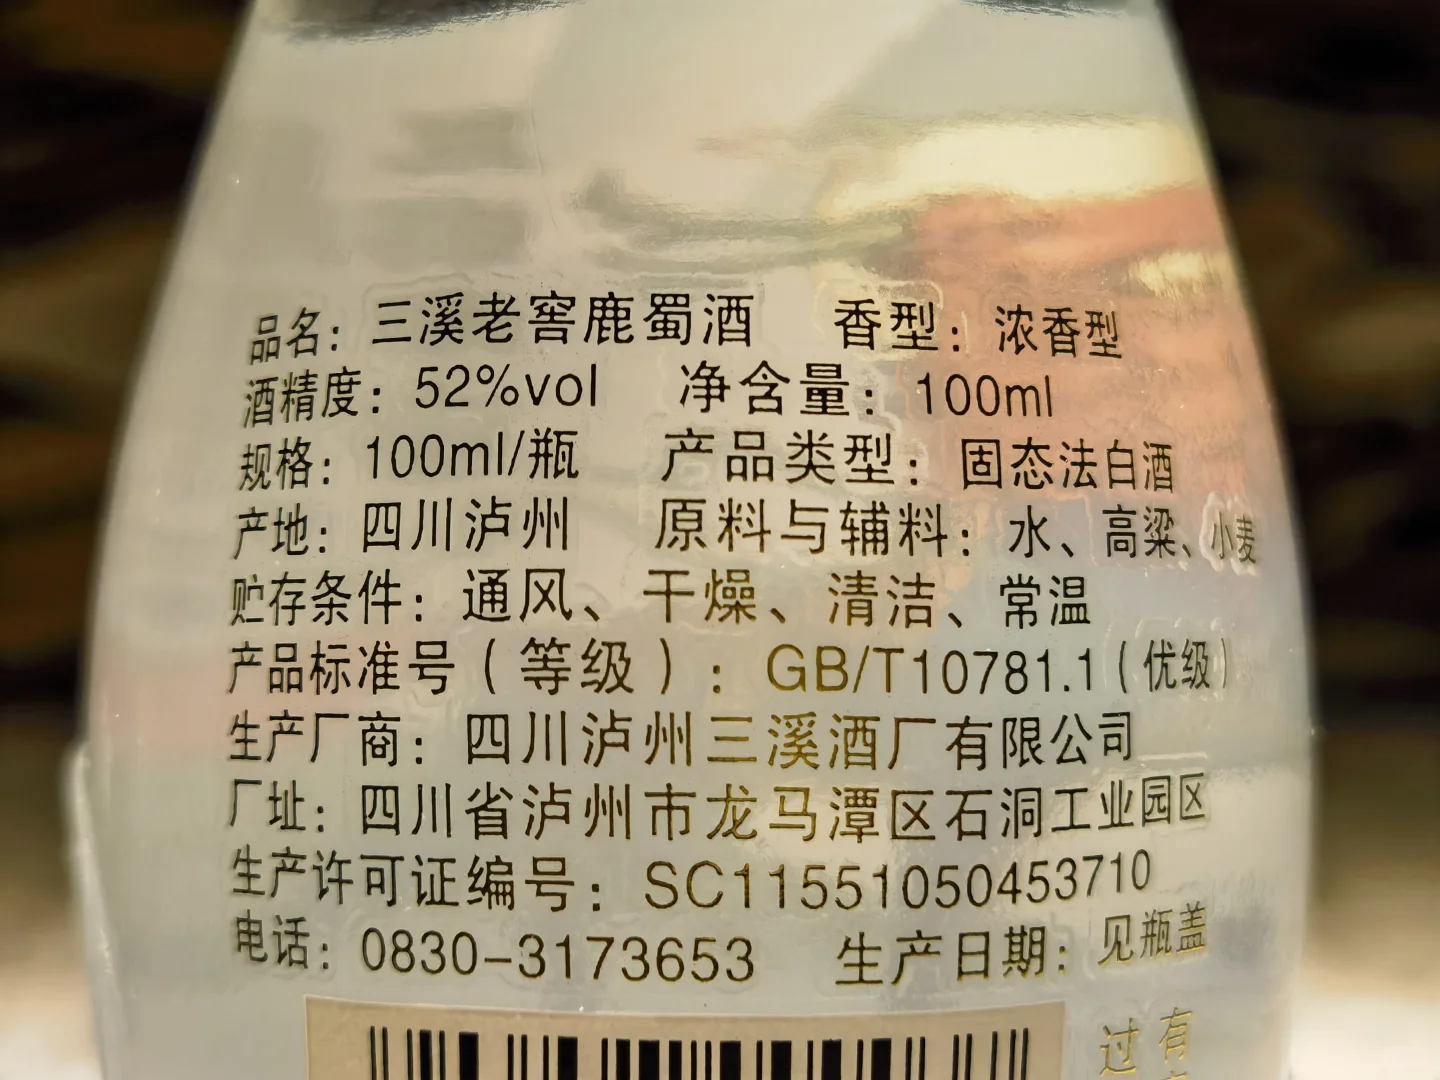 品名：三溪老窖鹿蜀酒 香型：浓香型
酒精度：52%vol 净含量：100ml
规格：100ml/瓶 产品类型：固态法白酒
产地：四川泸州 原料与辅料：水、高粱、小麦
贮存条件：通风、干燥、清洁、常温
产品标准号（等级）：GB/T10781.1（优级）
生产厂商：四川泸州三溪酒厂有限公司
厂址：四川省泸州市龙马潭区石洞工业园区
生产许可证编号：SC11551050453710
电话：0830-3173653 生产日期：见瓶盖
过 有